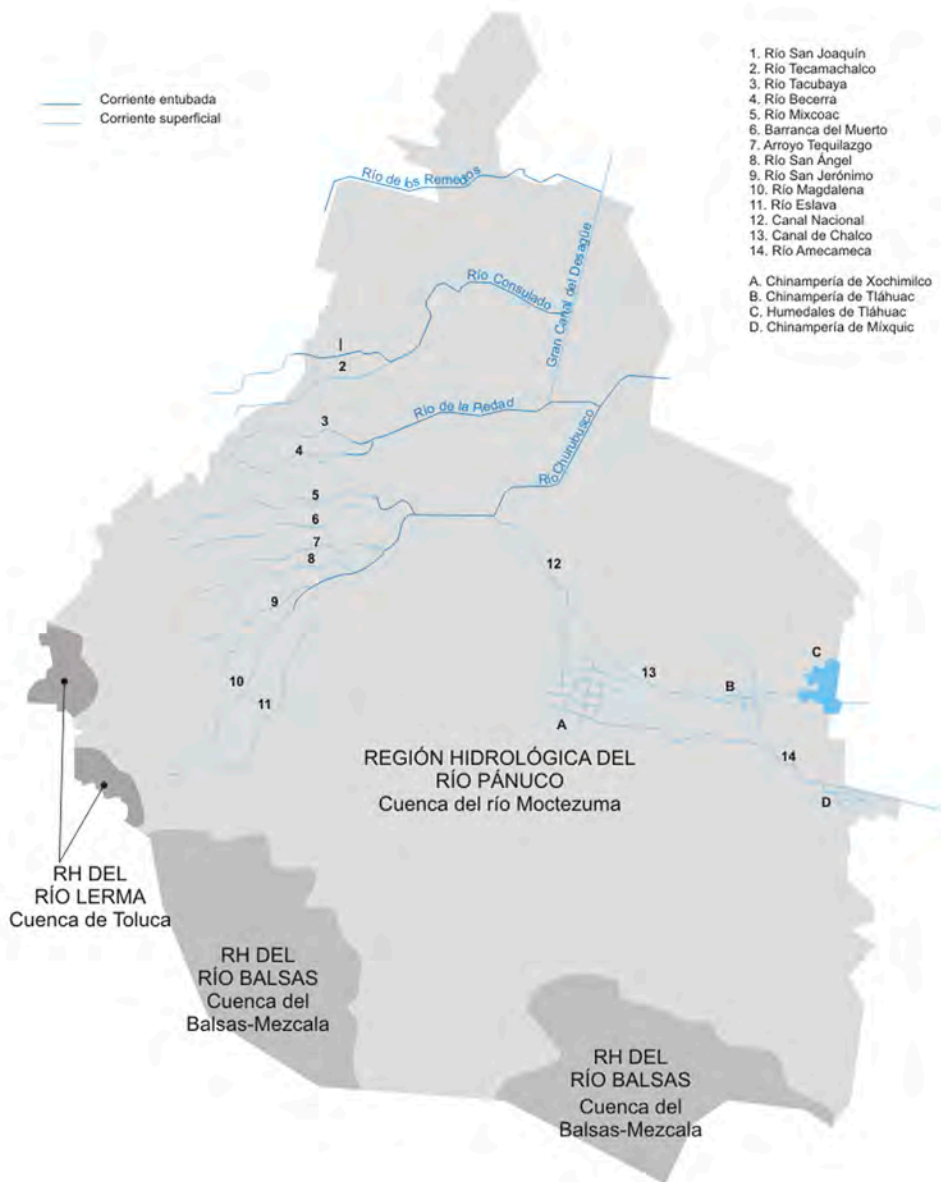 Corriente entubada
Corriente superficial
1. Río San Joaquín
2. Río Tecamachalco
3. Río Tacubaya
4. Río Becerra
5. Río Mixcoac
6. Barranca del Muerto
7. Arroyo Tequilazgo
8. Río San Ángel
9. Río San Jerónimo
10. Río Magdalena
11. Río Eslava
12. Canal Nacional
13. Canal de Chalco
14. Río Amecameca
A. Chinampería de Xochimilco
B. Chinampería de Tláhuac
C. Humedales de Tláhuac
D. Chinampería de Míxquic
Río de los Remedios
Gran Canal del Desagüe
Río Consulado
1
2
Río de la Piedad
3
4
Río Churubusco
5
6
7
8
9
10
11
12
13
A
B
C
14
D
REGIÓN HIDROLÓGICA DEL
RÍO PÁNUCO
Cuenca del río Moctezuma
RH DEL
RÍO LERMA
Cuenca de Toluca
RH DEL
RÍO BALSAS
Cuenca del
Balsas-Mezcala
RH DEL
RÍO BALSAS
Cuenca del
Balsas-Mezcala